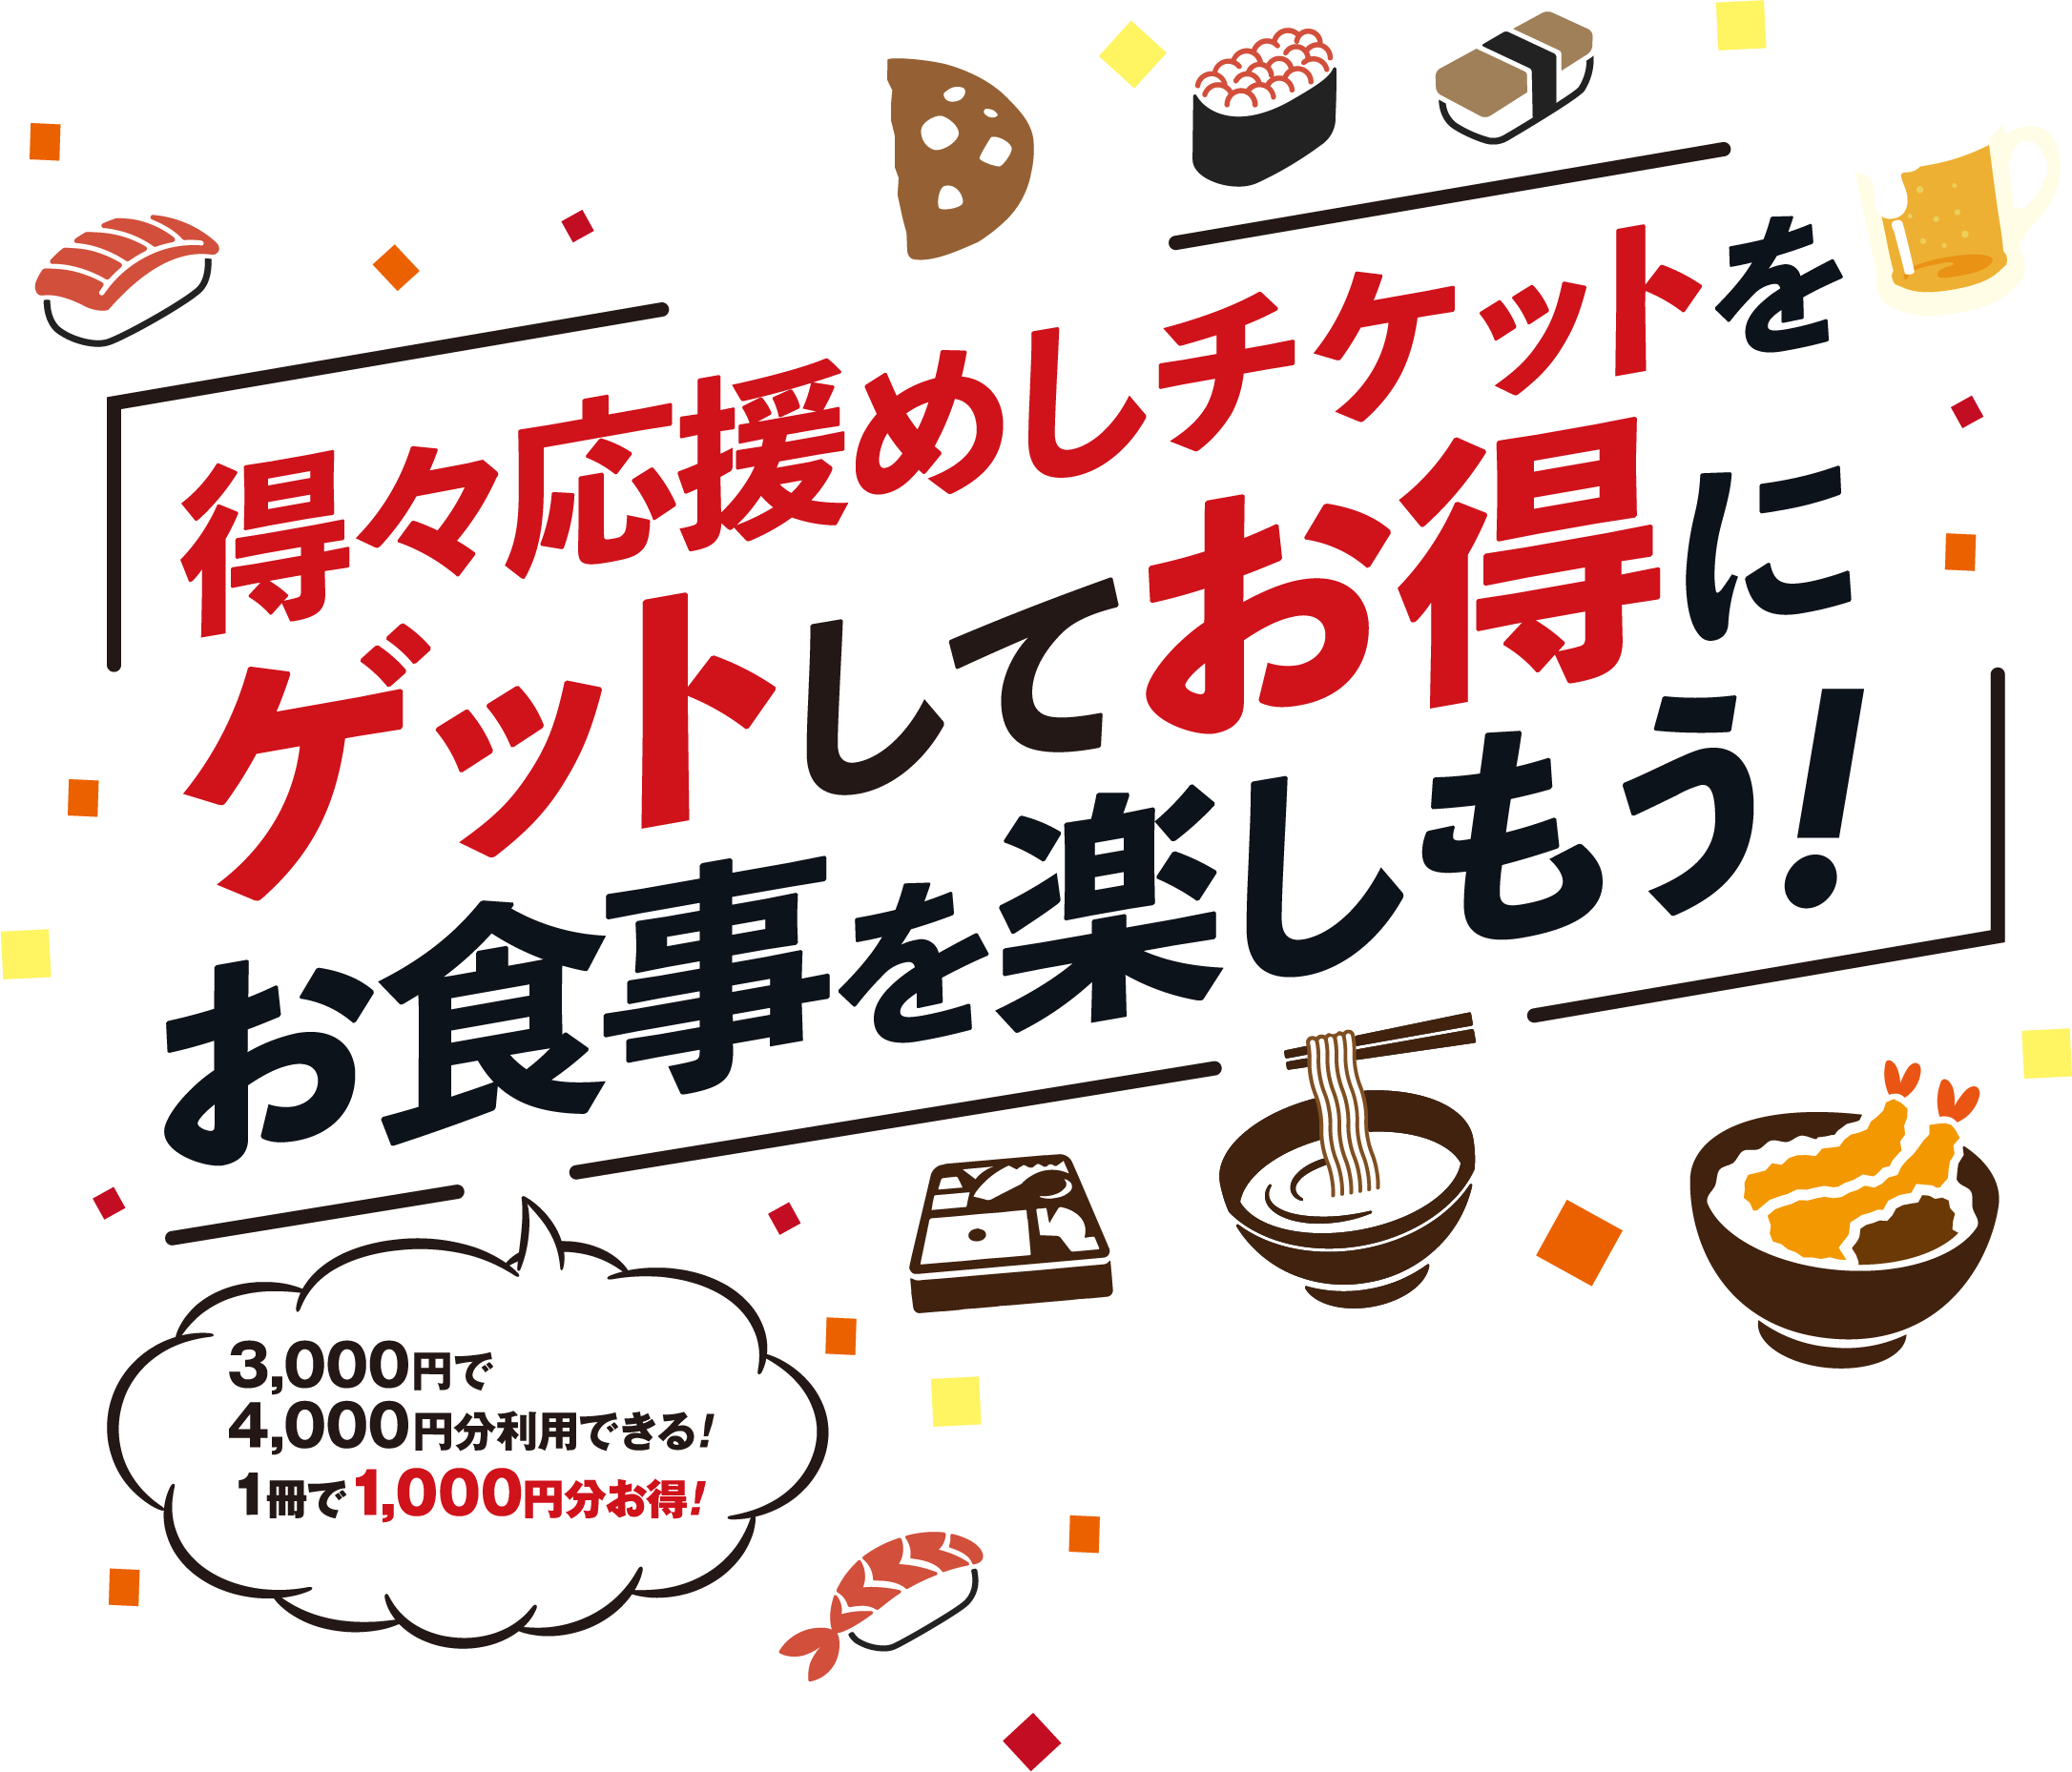 得々応援めしチケットを
ゲットしてお得に
お食事を楽しもう!
3,000円で
4,000円分利用できる!
1冊で1,000円分お得!